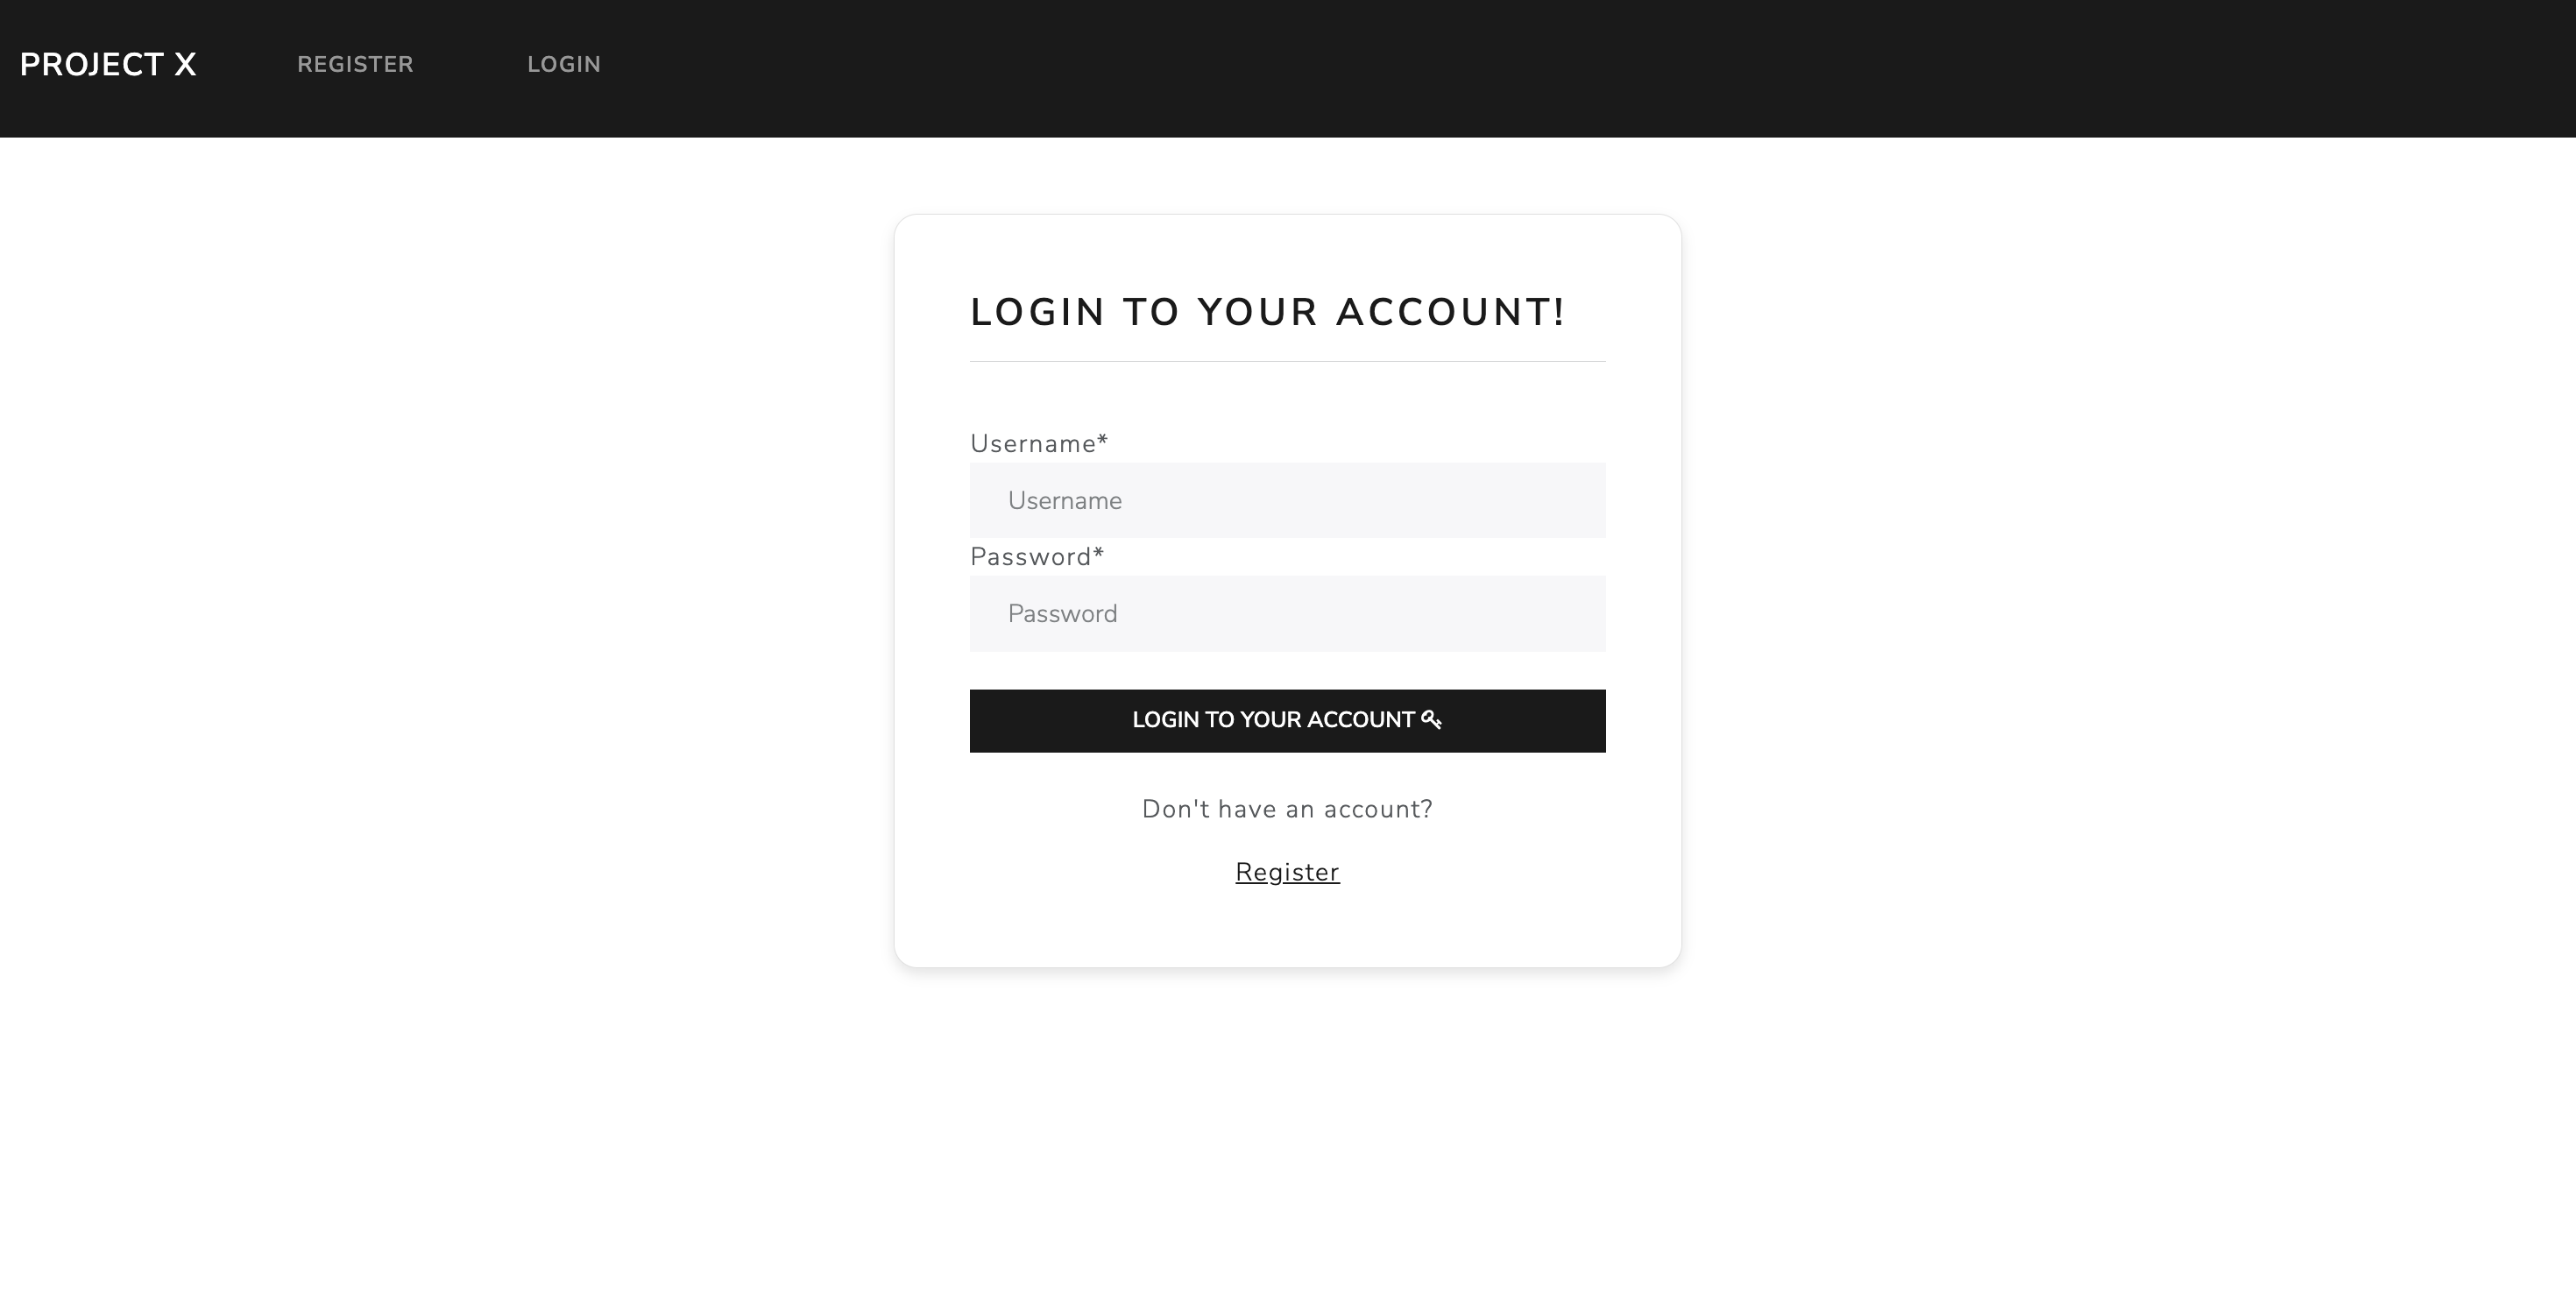 PROJECT X REGISTER LOGIN
LOGIN TO YOUR ACCOUNT!
Username*
Username
Password*
Password
LOGIN TO YOUR ACCOUNT
Don't have an account?
Register